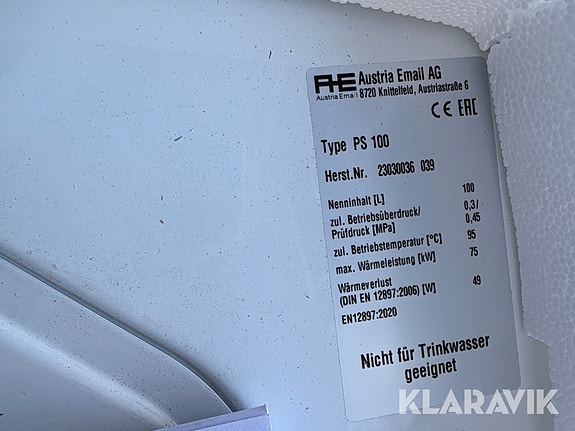 AHE Austria Email AG
Austria Email 8720 Knittelfeld, Austriastraße 6
CE EAC
Type PS 100
Herst.Nr. 23030036 039
Nenninhalt [L] 100
zul. Betriebsüberdruck/ 0,3/
Prüfdruck [MPa] 0,45
zul. Betriebstemperatur [°C] 95
max. Wärmeleistung [kW] 75
Wärmeverlust
(DIN EN 12897:2006) [W] 49
EN12897:2020
Nicht für Trinkwasser
geeignet
KLARAVIK